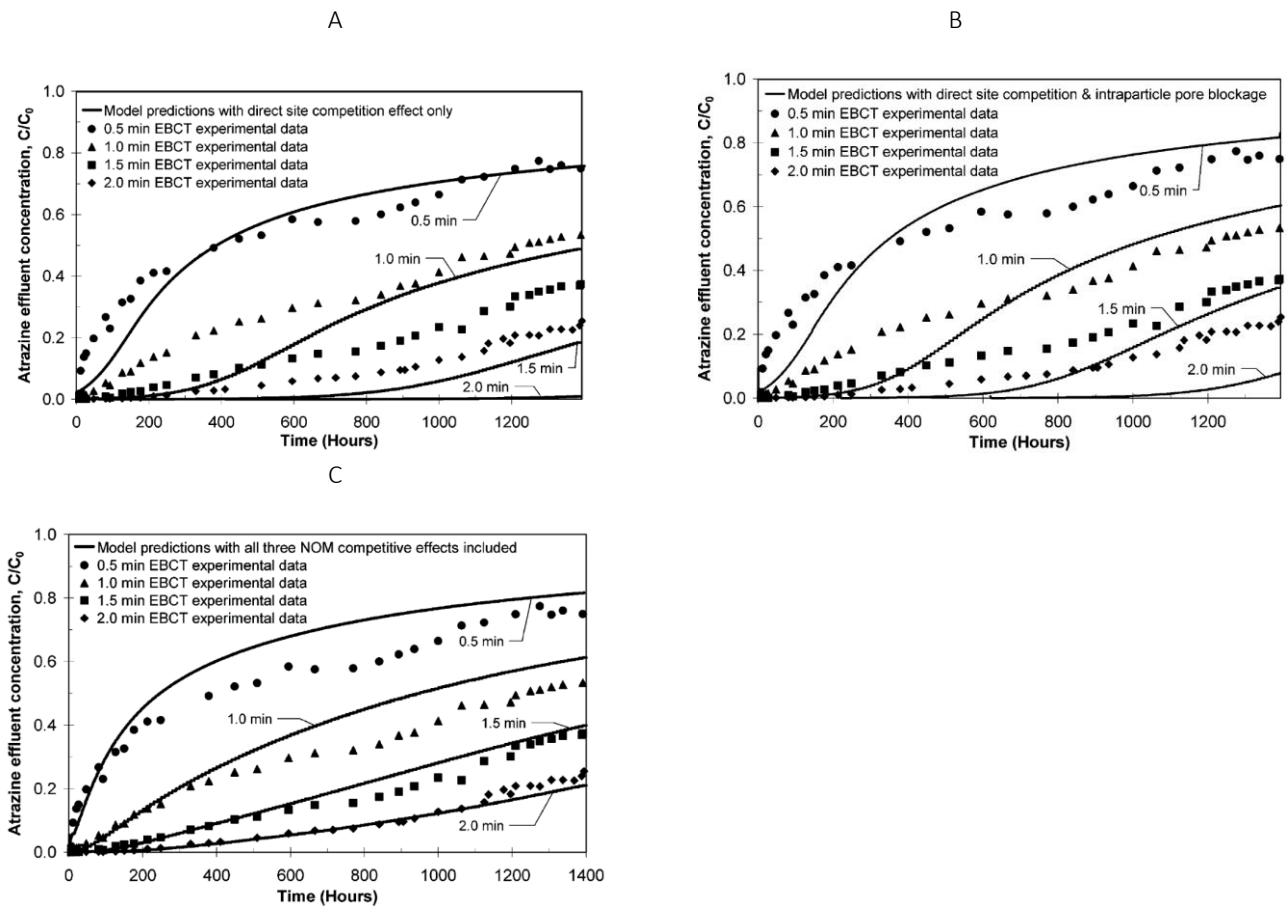 A
Atrazine effluent concentration, C/C₀
1.0
0.8
0.6
0.4
0.2
0.0
Model predictions with direct site competition effect only
0.5 min EBCT experimental data
1.0 min EBCT experimental data
1.5 min EBCT experimental data
2.0 min EBCT experimental data
0.5 min
1.0 min
1.5 min
2.0 min
0 200 400 600 800 1000 1200
Time (Hours)
B
Atrazine effluent concentration, C/C₀
1.0
0.8
0.6
0.4
0.2
0.0
Model predictions with direct site competition & intraparticle pore blockage
0.5 min EBCT experimental data
1.0 min EBCT experimental data
1.5 min EBCT experimental data
2.0 min EBCT experimental data
0.5 min
1.0 min
1.5 min
2.0 min
0 200 400 600 800 1000 1200
Time (Hours)
C
Atrazine effluent concentration, C/C₀
1.0
0.8
0.6
0.4
0.2
0.0
Model predictions with all three NOM competitive effects included
0.5 min EBCT experimental data
1.0 min EBCT experimental data
1.5 min EBCT experimental data
2.0 min EBCT experimental data
0.5 min
1.0 min
1.5 min
2.0 min
0 200 400 600 800 1000 1200 1400
Time (Hours)